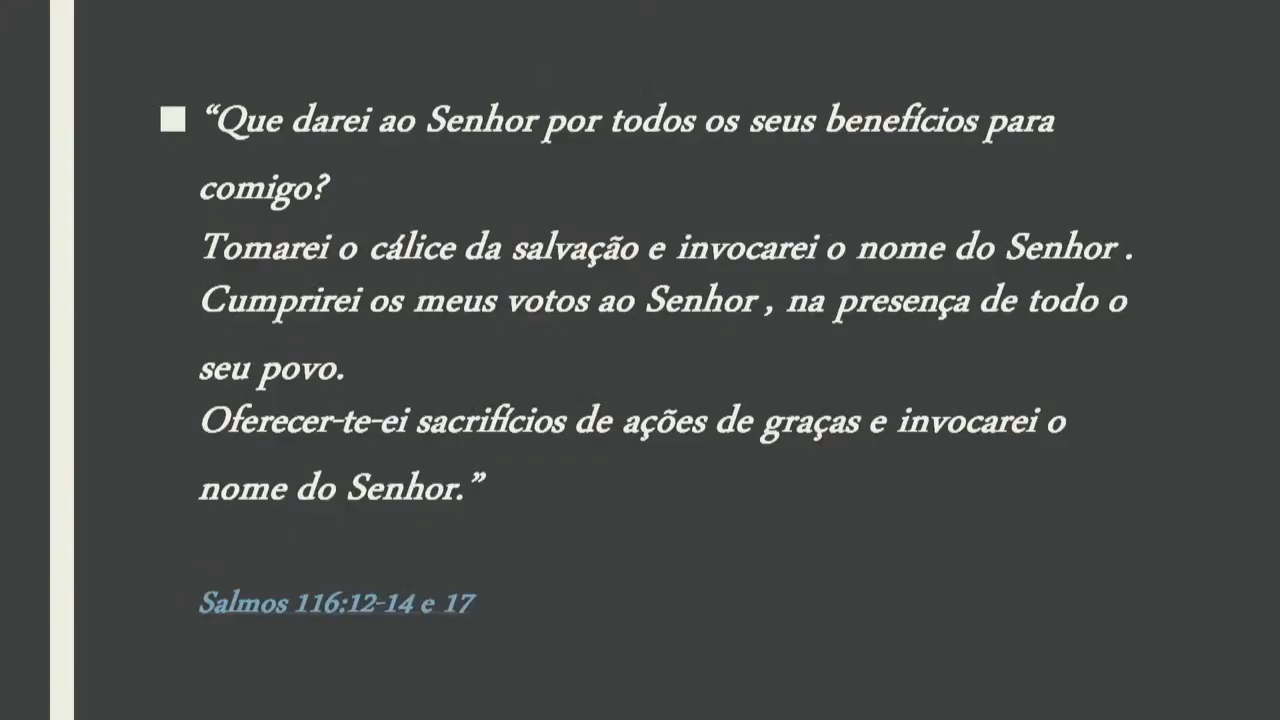 “Que darei ao Senhor por todos os seus benefícios para
comigo?
Tomarei o cálice da salvação e invocarei o nome do Senhor .
Cumprirei os meus votos ao Senhor , na presença de todo o
seu povo.
Oferecer-te-ei sacrifícios de ações de graças e invocarei o
nome do Senhor.”
Salmos 116:12-14 e 17